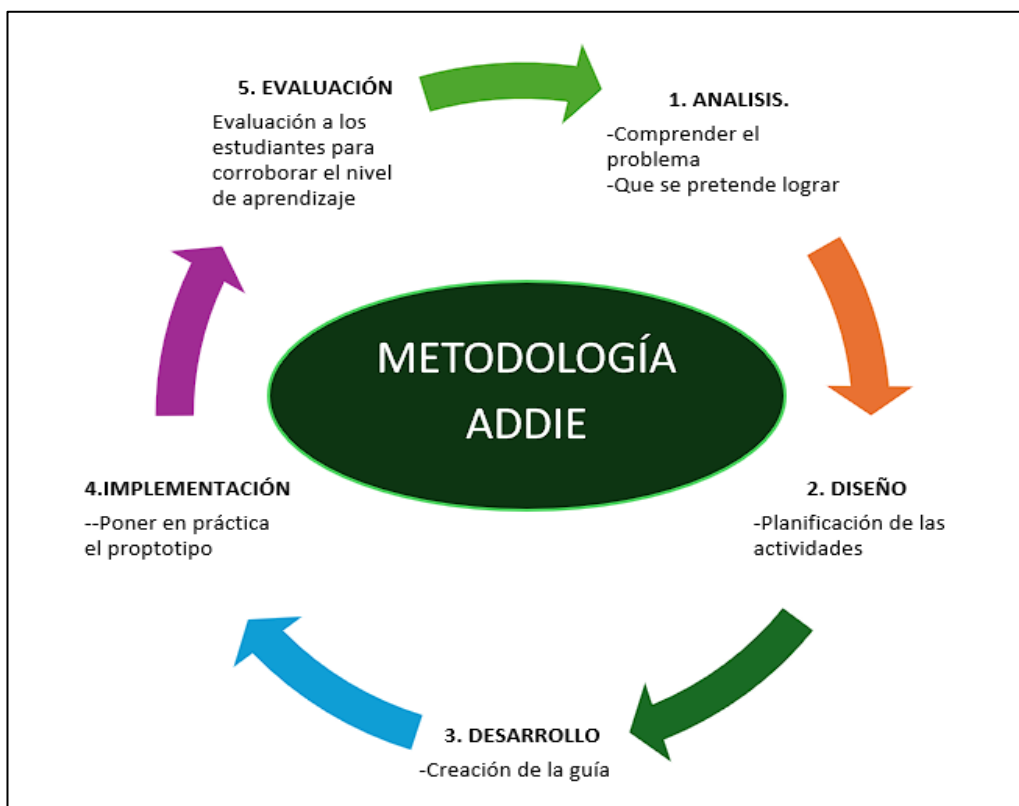 5. EVALUACIÓN
Evaluación a los
estudiantes para
corroborar el nivel
de aprendizaje
1. ANALISIS.
-Comprender el
problema
-Que se pretende lograr
METODOLOGÍA
ADDIE
4.IMPLEMENTACIÓN
--Poner en práctica
el proptotipo
2. DISEÑO
-Planificación de las
actividades
3. DESARROLLO
-Creación de la guía